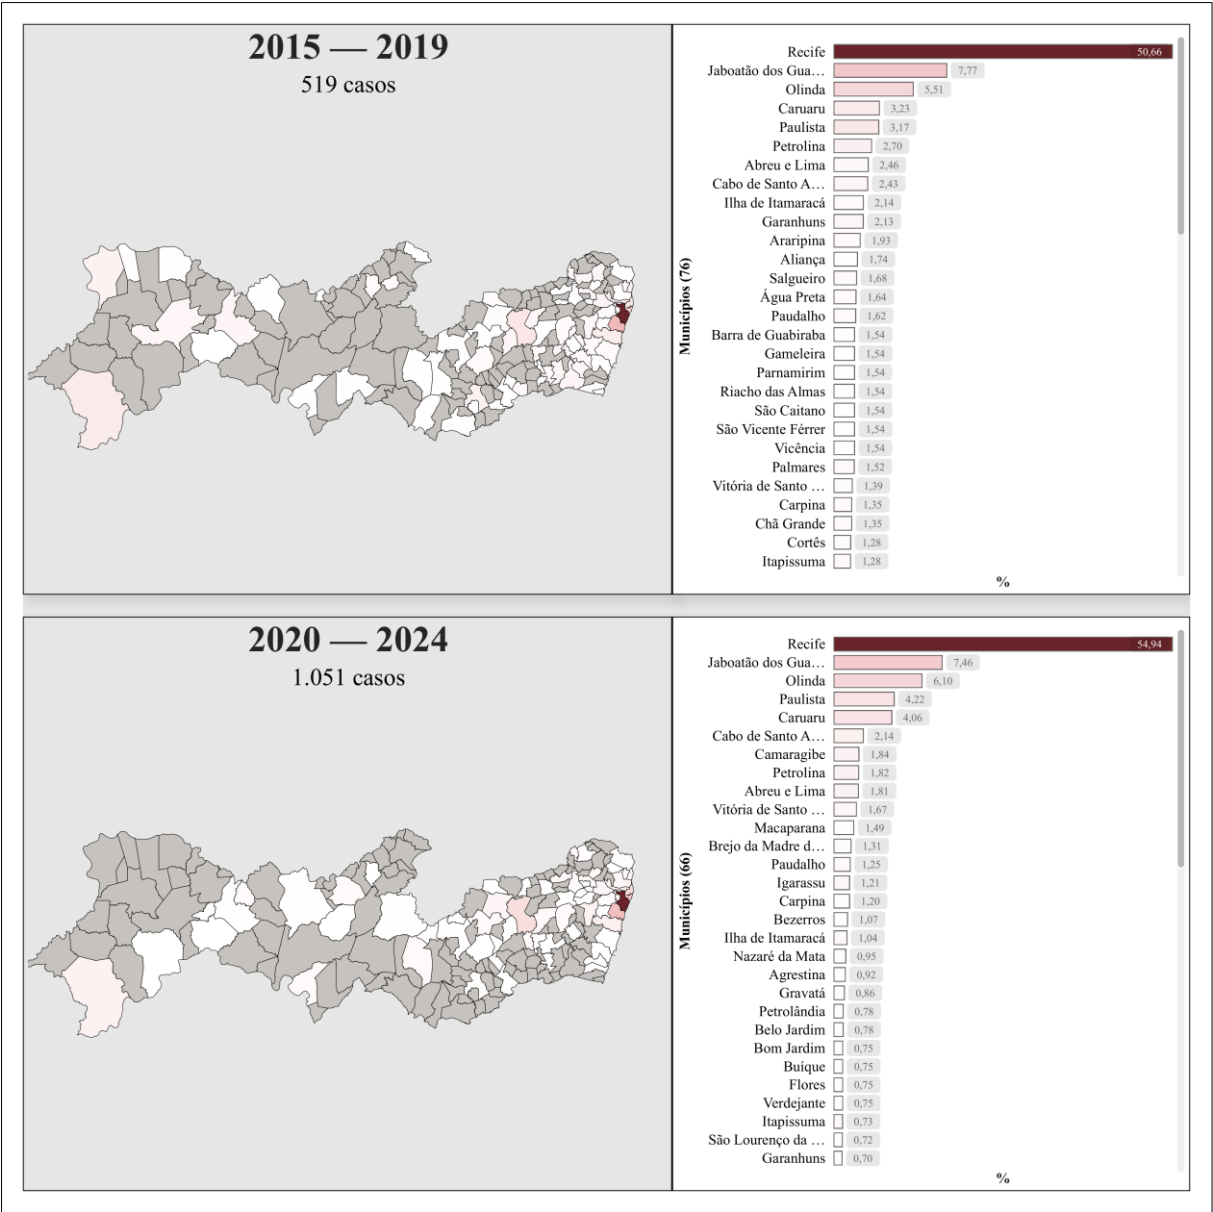 2015 — 2019
519 casos
Municípios (76)
Recife 50,66
Jaboatão dos Gua… 7,77
Olinda 5,51
Caruaru 3,23
Paulista 3,17
Petrolina 2,70
Abreu e Lima 2,46
Cabo de Santo A… 2,43
Ilha de Itamaracá 2,14
Garanhuns 2,13
Araripina 1,93
Aliança 1,74
Salgueiro 1,68
Água Preta 1,64
Paudalho 1,62
Barra de Guabiraba 1,54
Gameleira 1,54
Parnamirim 1,54
Riacho das Almas 1,54
São Caitano 1,54
São Vicente Férrer 1,54
Vicência 1,54
Palmares 1,52
Vitória de Santo … 1,39
Carpina 1,35
Chã Grande 1,35
Cortês 1,28
Itapissuma 1,28
%
2020 — 2024
1.051 casos
Municípios (66)
Recife 54,94
Jaboatão dos Gua… 7,46
Olinda 6,10
Paulista 4,22
Caruaru 4,06
Cabo de Santo A… 2,14
Camaragibe 1,84
Petrolina 1,82
Abreu e Lima 1,81
Vitória de Santo … 1,67
Macaparana 1,49
Brejo da Madre d… 1,31
Paudalho 1,25
Igarassu 1,21
Carpina 1,20
Bezerros 1,07
Ilha de Itamaracá 1,04
Nazaré da Mata 0,95
Agrestina 0,92
Gravatá 0,86
Petrolândia 0,78
Belo Jardim 0,78
Bom Jardim 0,75
Buíque 0,75
Flores 0,75
Verdejante 0,75
Itapissuma 0,73
São Lourenço da … 0,72
Garanhuns 0,70
%